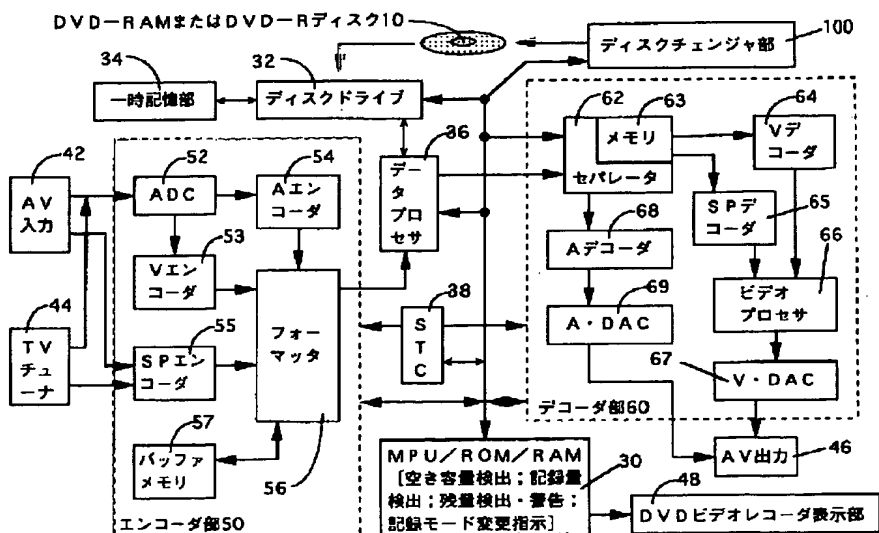 DVD-RAMまたはDVD-Rディスク10
100
ディスクチェンジャ部
34
32
一時記憶部
ディスクドライブ
62
63
64
メモリ
セパレータ
Vデ
コーダ
36
データプロセサ
42
AV
入力
52
ADC
54
Aエン
コーダ
SPデ
コーダ
65
68
Aデコーダ
66
53
Vエン
コーダ
38
STC
69
A・DAC
ビデオ
プロセサ
44
TV
チューナ
55
SPエン
コーダ
フォー
マッタ
67
V・DAC
デコーダ部60
57
バッファ
メモリ
56
MPU/ROM/RAM
[空き容量検出;記録量
検出;残量検出・警告;
記録モード変更指示]
30
AV出力
46
48
エンコーダ部50
DVDビデオレコーダ表示部